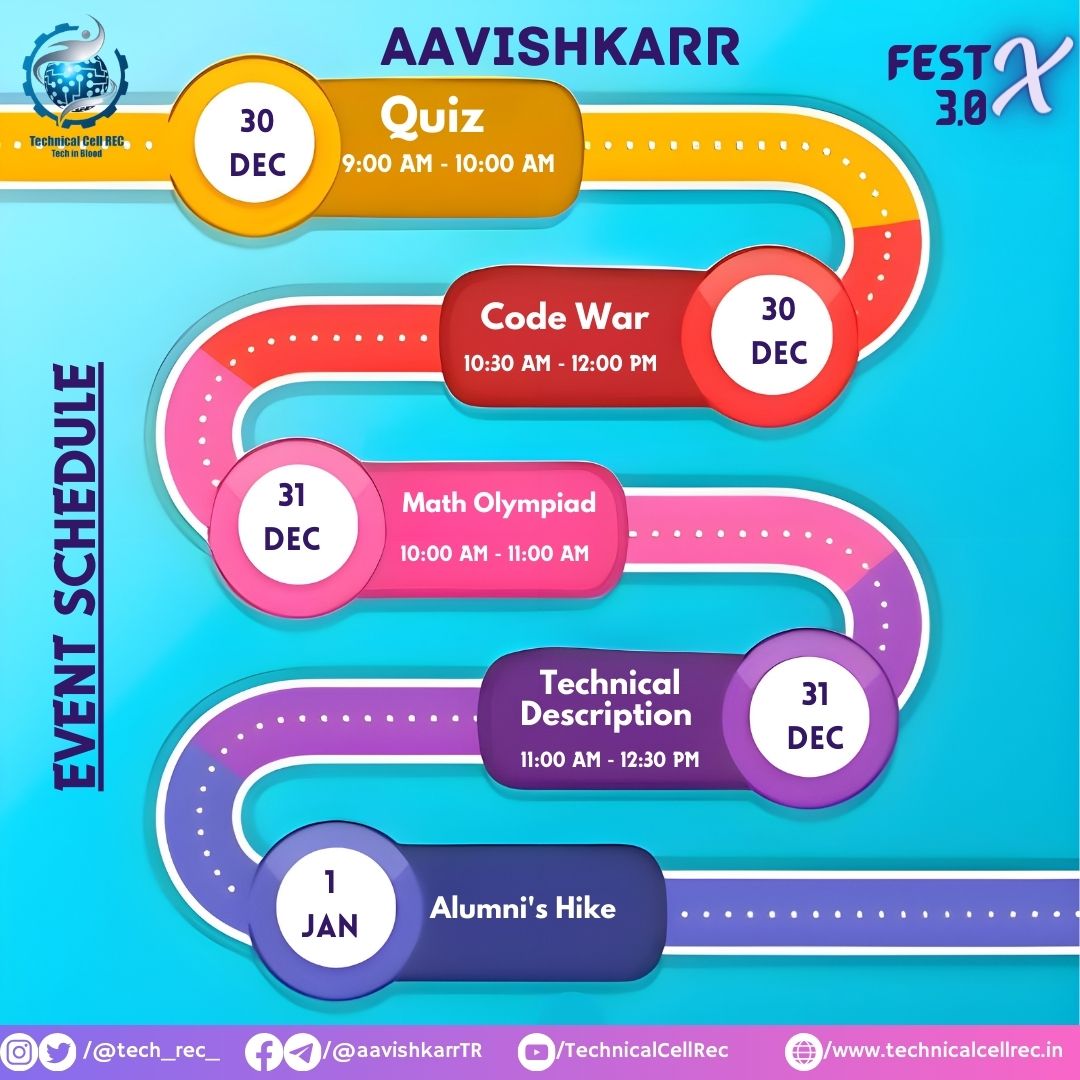 AAVISHKARR
FEST X
3.0
Technical Cell REC
Tech in Blood
30
DEC
Quiz
9:00 AM - 10:00 AM
Code War
10:30 AM - 12:00 PM
30
DEC
EVENT SCHEDULE
31
DEC
Math Olympiad
10:00 AM - 11:00 AM
Technical
Description
11:00 AM - 12:30 PM
31
DEC
1
JAN
Alumni's Hike
/@tech_rec_
/@aavishkarrTR
/TechnicalCellRec
/www.technicalcellrec.in